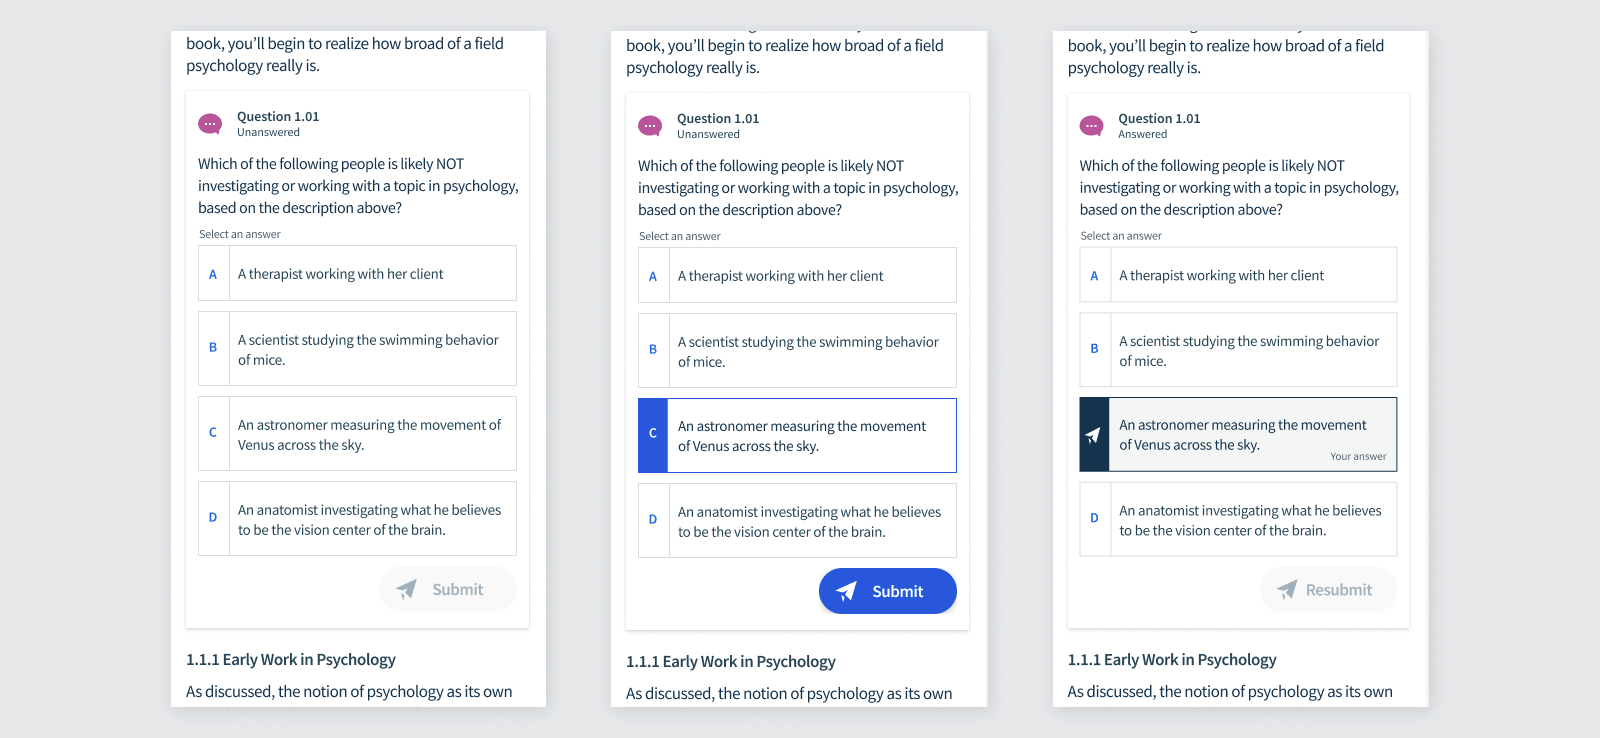 book, you’ll begin to realize how broad of a field
psychology really is.
Question 1.01
Unanswered
Which of the following people is likely NOT
investigating or working with a topic in psychology,
based on the description above?
Select an answer
A A therapist working with her client
B A scientist studying the swimming behavior
of mice.
C An astronomer measuring the movement of
Venus across the sky.
D An anatomist investigating what he believes
to be the vision center of the brain.
Submit
1.1.1 Early Work in Psychology
As discussed, the notion of psychology as its own
book, you’ll begin to realize how broad of a field
psychology really is.
Question 1.01
Unanswered
Which of the following people is likely NOT
investigating or working with a topic in psychology,
based on the description above?
Select an answer
A A therapist working with her client
B A scientist studying the swimming behavior
of mice.
C An astronomer measuring the movement
of Venus across the sky.
D An anatomist investigating what he believes
to be the vision center of the brain.
Submit
1.1.1 Early Work in Psychology
As discussed, the notion of psychology as its own
book, you’ll begin to realize how broad of a field
psychology really is.
Question 1.01
Answered
Which of the following people is likely NOT
investigating or working with a topic in psychology,
based on the description above?
Select an answer
A A therapist working with her client
B A scientist studying the swimming behavior
of mice.
An astronomer measuring the movement
of Venus across the sky.
Your answer
D An anatomist investigating what he believes
to be the vision center of the brain.
Resubmit
1.1.1 Early Work in Psychology
As discussed, the notion of psychology as its own